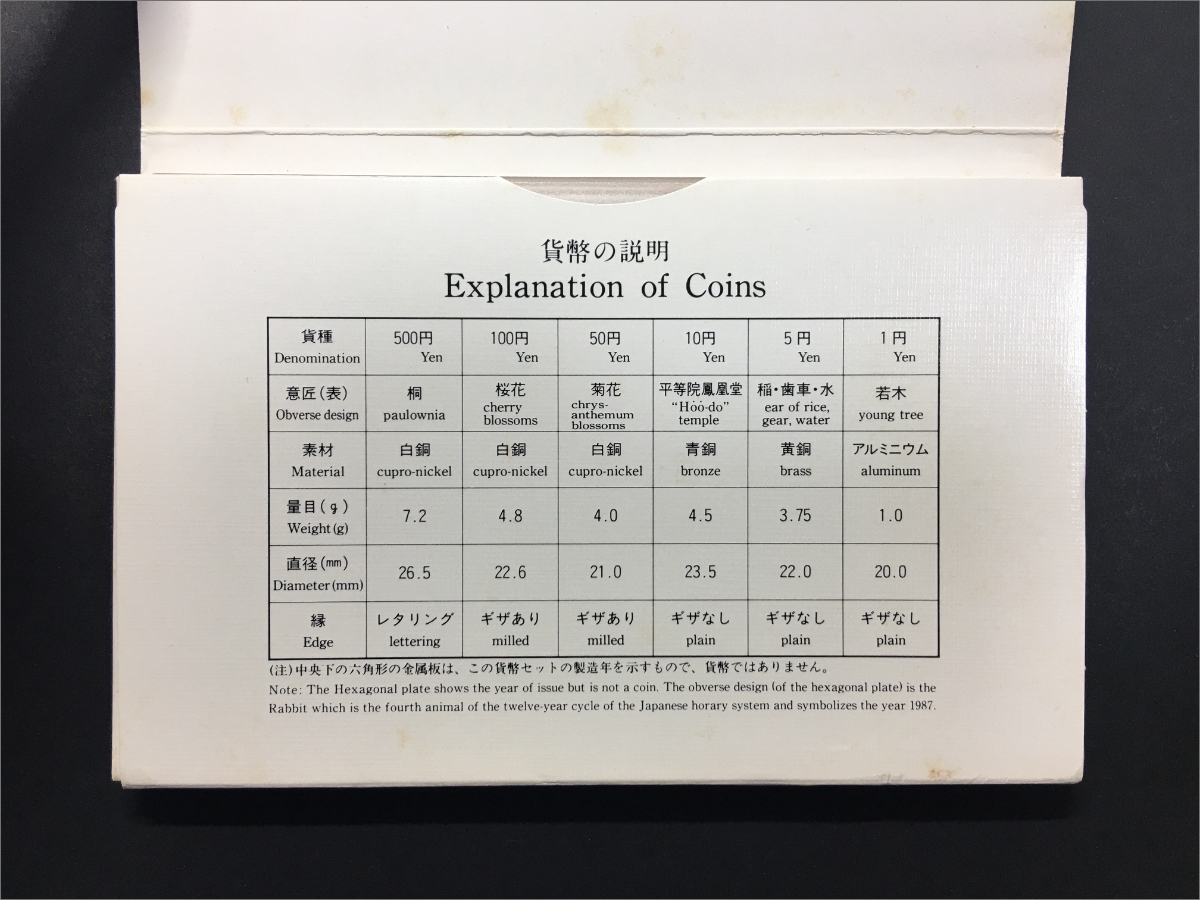 貨幣の説明
Explanation of Coins
貨種 500円 100円 50円 10円 5円 1円
Denomination Yen Yen Yen Yen Yen Yen
意匠(表) 桐 桜花 菊花 平等院鳳凰堂 稲・歯車・水 若木
Obverse design paulownia cherry blossoms chrys-anthemum blossoms “Hoo-do” temple ear of rice, gear, water young tree
素材 白銅 白銅 白銅 青銅 黄銅 アルミニウム
Material cupro-nickel cupro-nickel cupro-nickel bronze brass aluminum
量目(g) 7.2 4.8 4.0 4.5 3.75 1.0
Weight(g)
直径(㎜) 26.5 22.6 21.0 23.5 22.0 20.0
Diameter(mm)
縁 レタリング ギザあり ギザあり ギザなし ギザなし ギザなし
Edge lettering milled milled plain plain plain
(注)中央下の六角形の金属板は、この貨幣セットの製造年を示すもので、貨幣ではありません。
Note: The Hexagonal plate shows the year of issue but is not a coin. The obverse design (of the hexagonal plate) is the
Rabbit which is the fourth animal of the twelve-year cycle of the Japanese horary system and symbolizes the year 1987.